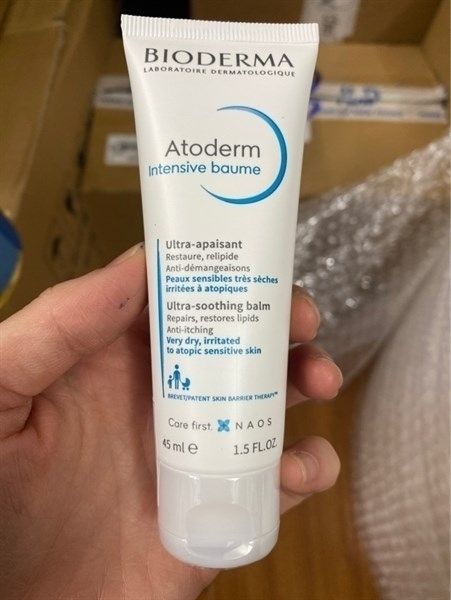 BIODERMA
LABORATOIRE DERMATOLOGIQUE
Atoderm
Intensive baume
Ultra-apaisant
Restaure, relipide
Anti-démangeaisons
Peaux sensibles très sèches
irritées à atopiques
Ultra-soothing balm
Repairs, restores lipids
Anti-itching
Very dry, irritated
to atopic sensitive skin
BREVET/PATENT SKIN BARRIER THERAPY™
Care first. NAOS
45 ml ℮ 1.5 FL.OZ.